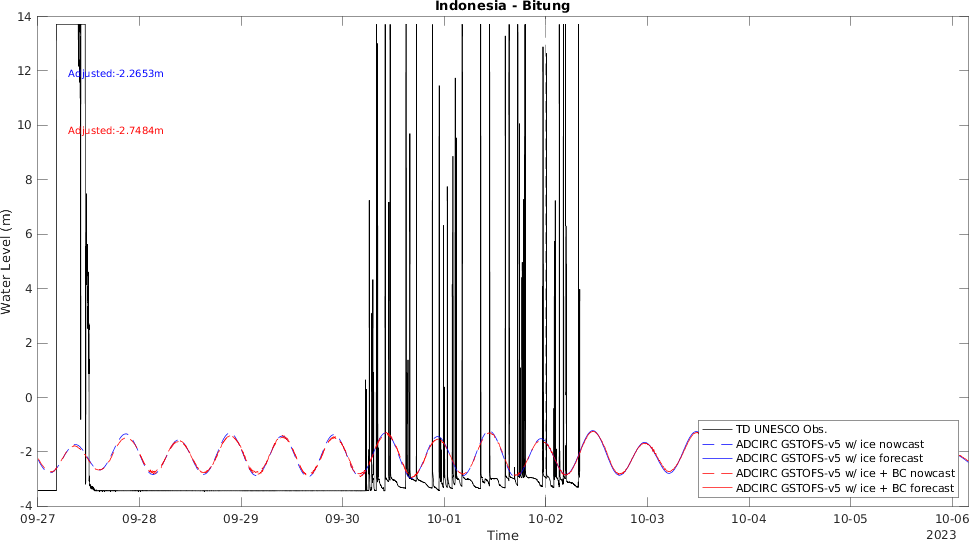 Indonesia - Bitung
14
12
10
8
6
4
2
0
-2
-4
Water Level (m)
Adjusted:-2.2653m
Adjusted:-2.7484m
TD UNESCO Obs.
ADCIRC GSTOFS-v5 w/ ice nowcast
ADCIRC GSTOFS-v5 w/ ice forecast
ADCIRC GSTOFS-v5 w/ ice + BC nowcast
ADCIRC GSTOFS-v5 w/ ice + BC forecast
09-27 09-28 09-29 09-30 10-01 10-02 10-03 10-04 10-05 10-06
Time
2023